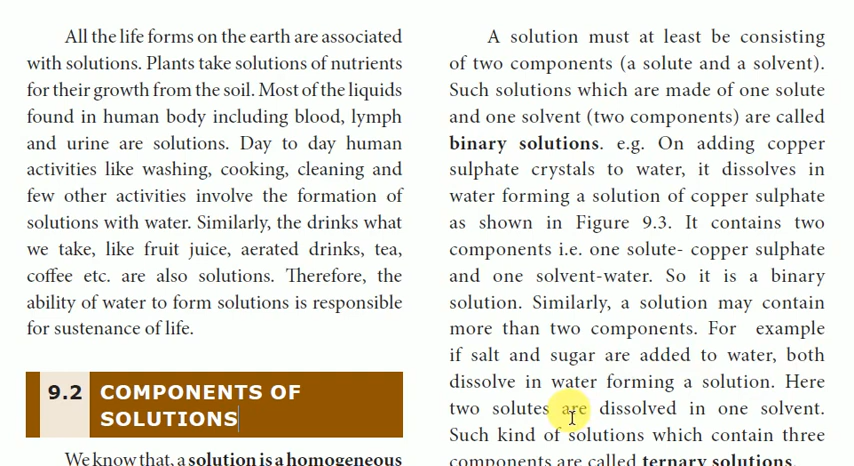 All the life forms on the earth are associated
with solutions. Plants take solutions of nutrients
for their growth from the soil. Most of the liquids
found in human body including blood, lymph
and urine are solutions. Day to day human
activities like washing, cooking, cleaning and
few other activities involve the formation of
solutions with water. Similarly, the drinks what
we take, like fruit juice, aerated drinks, tea,
coffee etc. are also solutions. Therefore, the
ability of water to form solutions is responsible
for sustenance of life.
9.2 COMPONENTS OF
SOLUTIONS
We know that, a solution is a homogeneous
A solution must at least be consisting
of two components (a solute and a solvent).
Such solutions which are made of one solute
and one solvent (two components) are called
binary solutions. e.g. On adding copper
sulphate crystals to water, it dissolves in
water forming a solution of copper sulphate
as shown in Figure 9.3. It contains two
components i.e. one solute- copper sulphate
and one solvent-water. So it is a binary
solution. Similarly, a solution may contain
more than two components. For example
if salt and sugar are added to water, both
dissolve in water forming a solution. Here
two solutes are dissolved in one solvent.
Such kind of solutions which contain three
components are called ternary solutions.